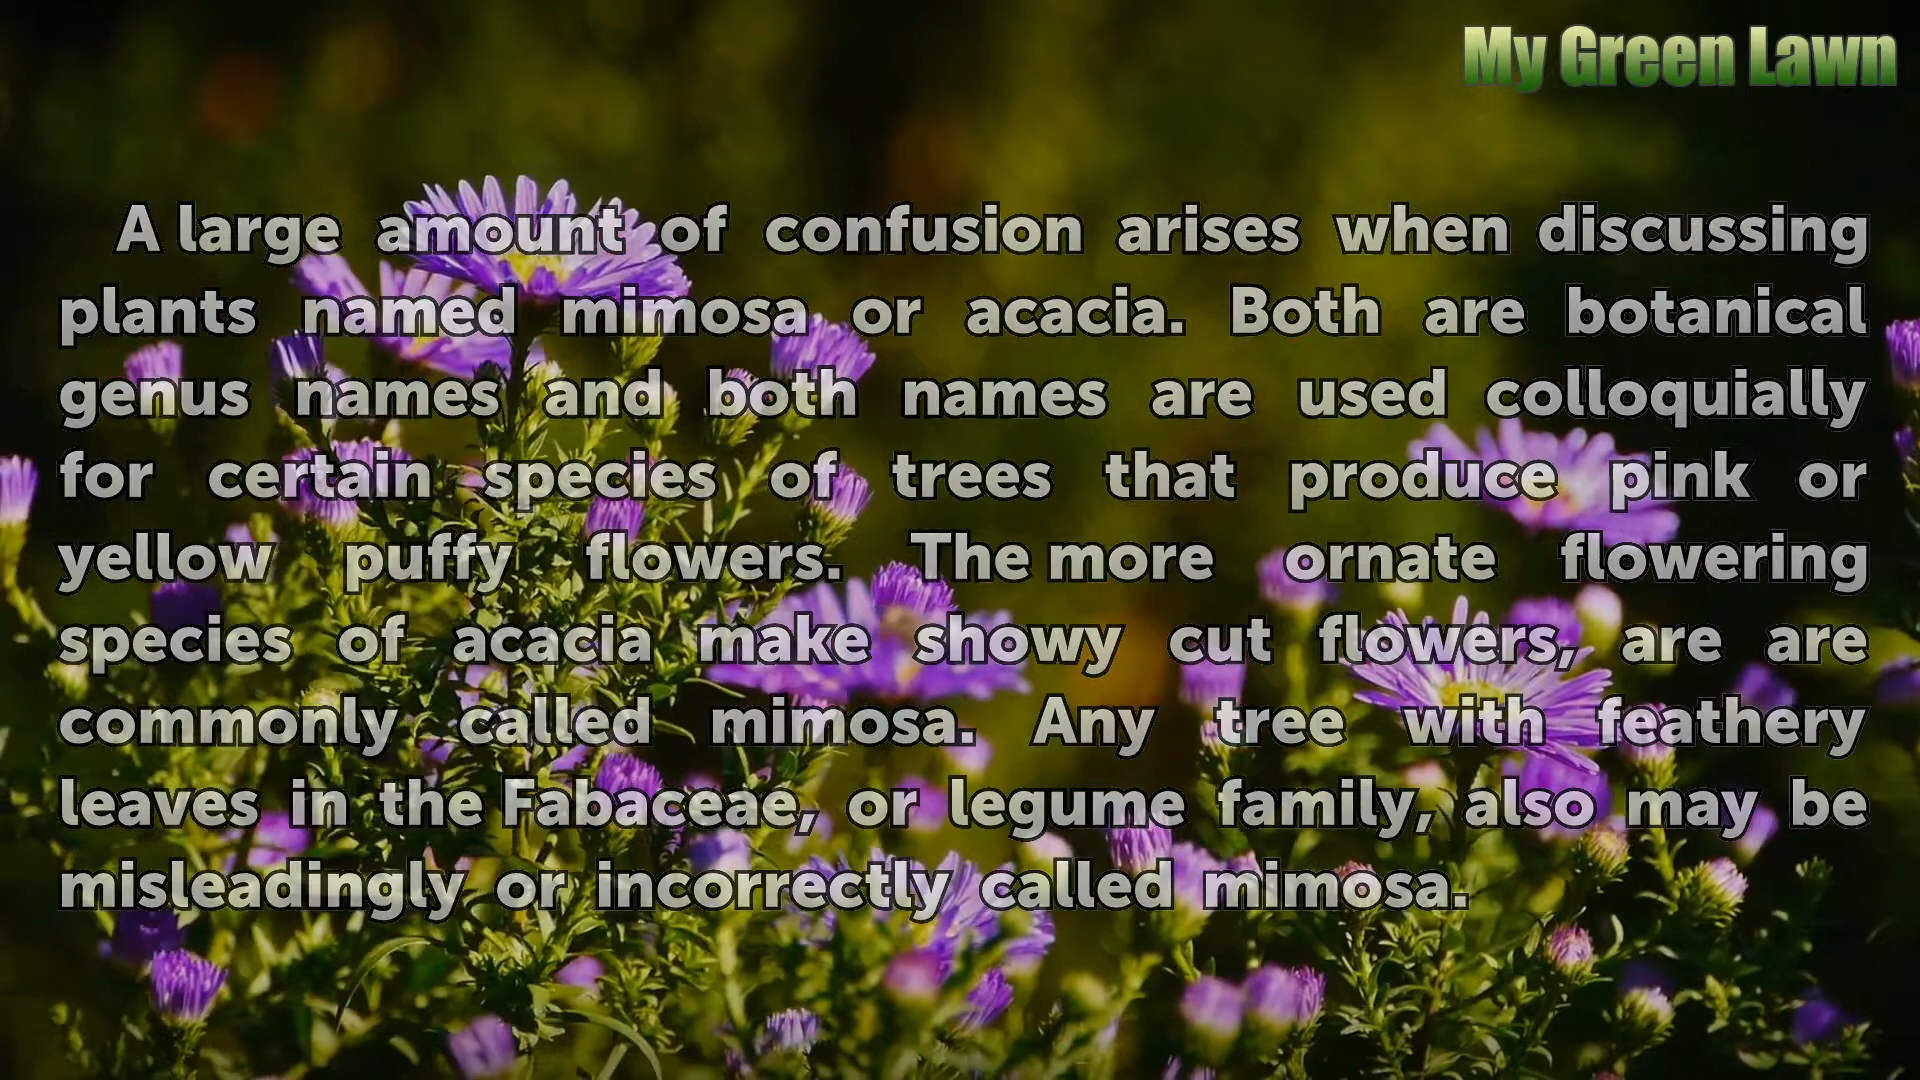 My Green Lawn
A large amount of confusion arises when discussing
plants named mimosa or acacia. Both are botanical
genus names and both names are used colloquially
for certain species of trees that produce pink or
yellow puffy flowers. The more ornate flowering
species of acacia make showy cut flowers, are are
commonly called mimosa. Any tree with feathery
leaves in the Fabaceae, or legume family, also may be
misleadingly or incorrectly called mimosa.